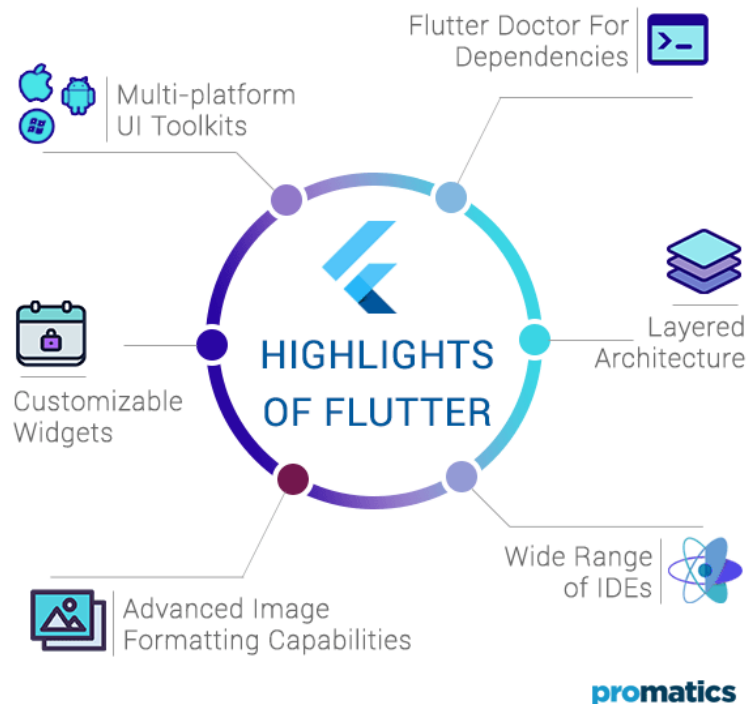 Flutter Doctor For
Dependencies
Multi-platform
UI Toolkits
HIGHLIGHTS
OF FLUTTER
Layered
Architecture
Customizable
Widgets
Wide Range
of IDEs
Advanced Image
Formatting Capabilities
promatics